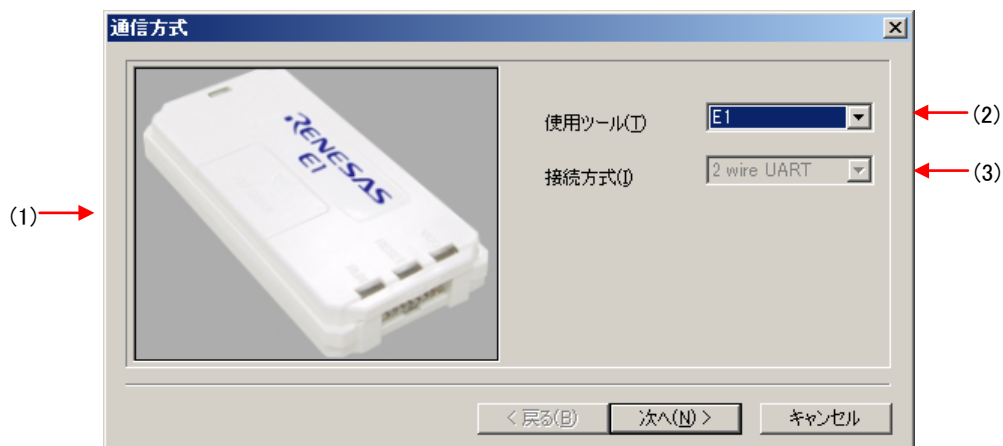 通信方式
RENESAS
E1
使用ツール(T)
E1
(2)
接続方式(I)
2 wire UART
(3)
(1)
< 戻る(B)
次へ(N) >
キャンセル